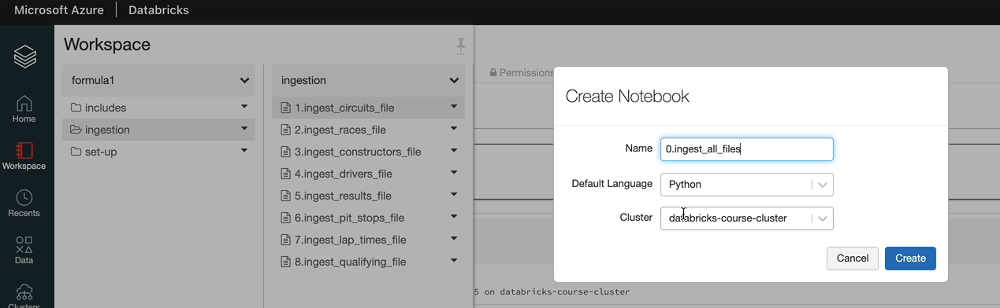 Microsoft Azure | Databricks
Workspace
formula1
includes
ingestion
set-up
ingestion
1.ingest_circuits_file
2.ingest_races_file
3.ingest_constructors_file
4.ingest_drivers_file
5.ingest_results_file
6.ingest_pit_stops_file
7.ingest_lap_times_file
8.ingest_qualifying_file
Home
Workspace
Recents
Data
Clusters
Permissions
Create Notebook
Name 0.ingest_all_files
Default Language Python
Cluster databricks-course-cluster
Cancel Create
5 on databricks-course-cluster